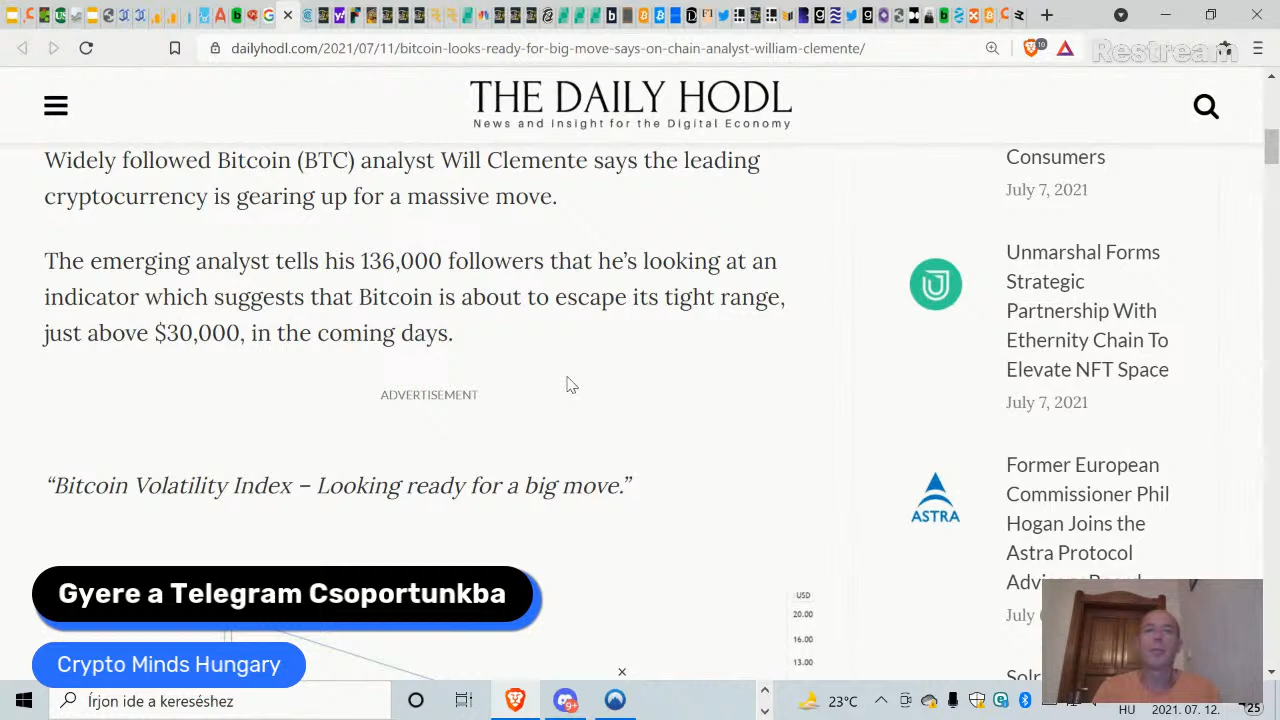 dailyhodl.com/2021/07/11/bitcoin-looks-ready-for-big-move-says-on-chain-analyst-william-clemente/
10
Restream
THE DAILY HODL
News and Insight for the Digital Economy
Widely followed Bitcoin (BTC) analyst Will Clemente says the leading
cryptocurrency is gearing up for a massive move.
The emerging analyst tells his 136,000 followers that he’s looking at an
indicator which suggests that Bitcoin is about to escape its tight range,
just above $30,000, in the coming days.
ADVERTISEMENT
“Bitcoin Volatility Index – Looking ready for a big move.”
USD
20.00
16.00
13.00
Consumers
July 7, 2021
Unmarshal Forms
Strategic
Partnership With
Ethernity Chain To
Elevate NFT Space
July 7, 2021
ASTRA
Former European
Commissioner Phil
Hogan Joins the
Astra Protocol
July
Gyere a Telegram Csoportunkba
Crypto Minds Hungary
Írjon ide a kereséshez
9+
23°C
HU
2021. 07. 12.
25